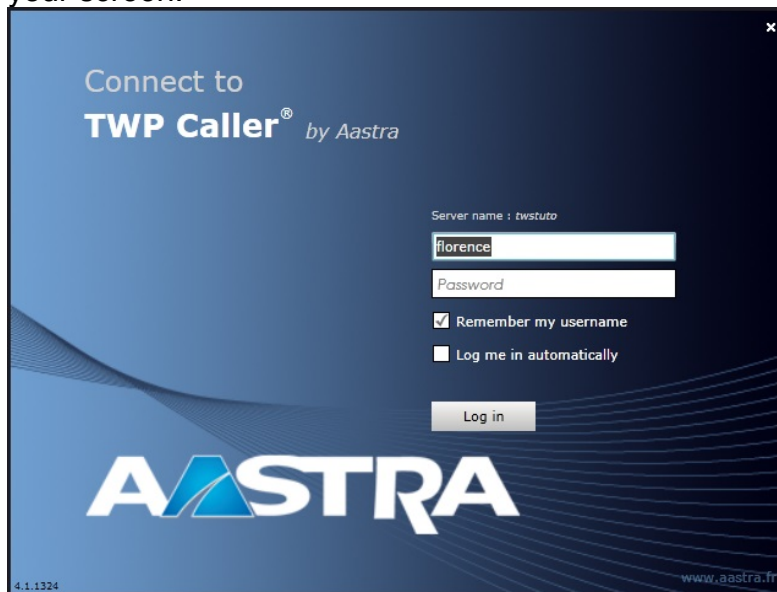 your screen.
×
Connect to
TWP Caller® by Aastra
Server name : twstuto
florence
Password
Remember my username
Log me in automatically
Log in
AASTRA
4.1.1324
www.aastra.fr